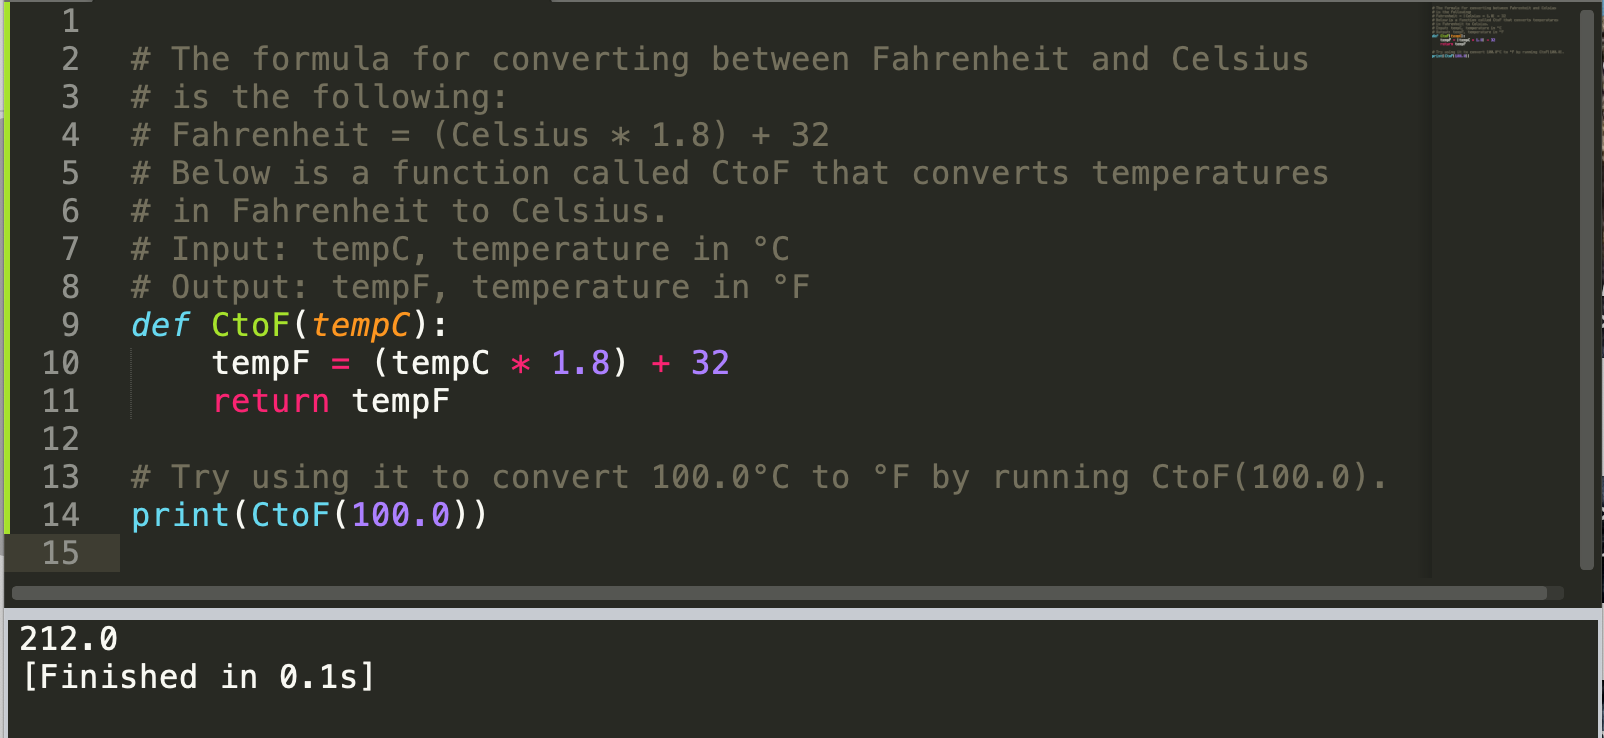 1
2 # The formula for converting between Fahrenheit and Celsius
3 # is the following:
4 # Fahrenheit = (Celsius * 1.8) + 32
5 # Below is a function called CtoF that converts temperatures
6 # in Fahrenheit to Celsius.
7 # Input: tempC, temperature in °C
8 # Output: tempF, temperature in °F
9 def CtoF(tempC):
10     tempF = (tempC * 1.8) + 32
11     return tempF
12
13 # Try using it to convert 100.0°C to °F by running CtoF(100.0).
14 print(CtoF(100.0))
15
212.0
[Finished in 0.1s]